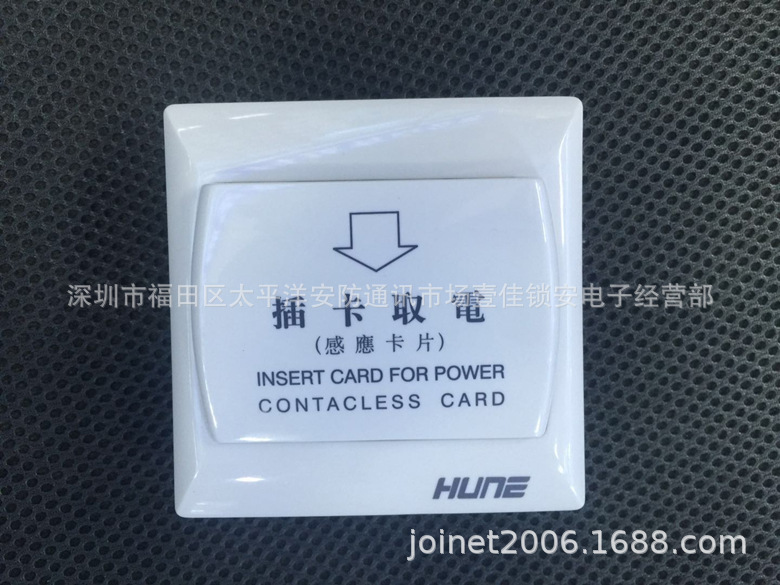 深圳市福田区太平洋安防通讯市场壹佳锁安电子经营部
插卡取電
(感應卡片)
INSERT CARD FOR POWER
CONTACLESS CARD
HUNE
joinet2006.1688.com